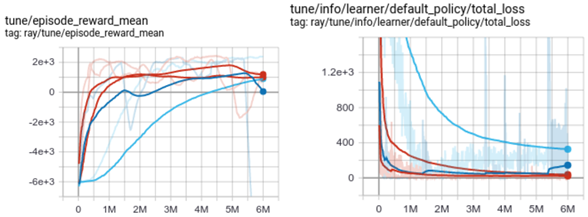 tune/episode_reward_mean
tag: ray/tune/episode_reward_mean
2e+3
0
-2e+3
-4e+3
-6e+3
0 1M 2M 3M 4M 5M 6M
tune/info/learner/default_policy/total_loss
tag: ray/tune/info/learner/default_policy/total_loss
1.2e+3
800
400
0
0 1M 2M 3M 4M 5M 6M